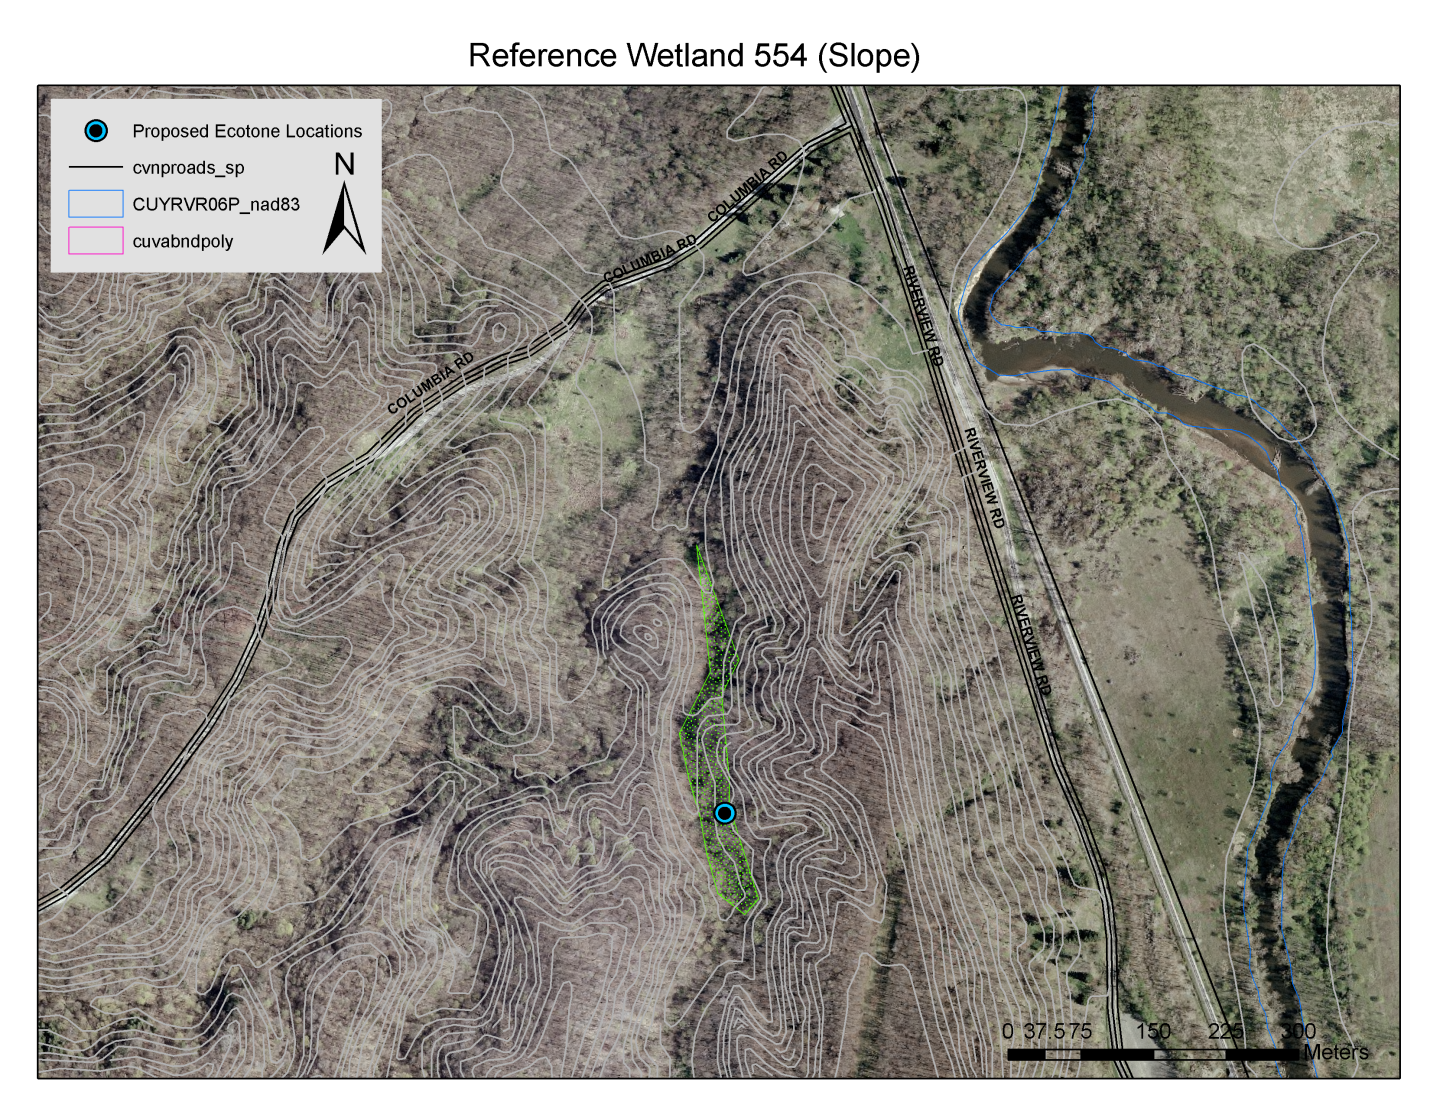 Reference Wetland 554 (Slope)
Proposed Ecotone Locations
cvnproads_sp
CUYRVR06P_nad83
cuvabndpoly
N
COLUMBIA RD
COLUMBIA RD
COLUMBIA RD
RIVERVIEW RD
RIVERVIEW RD
RIVERVIEW RD
0 37.575 150 225 300
Meters